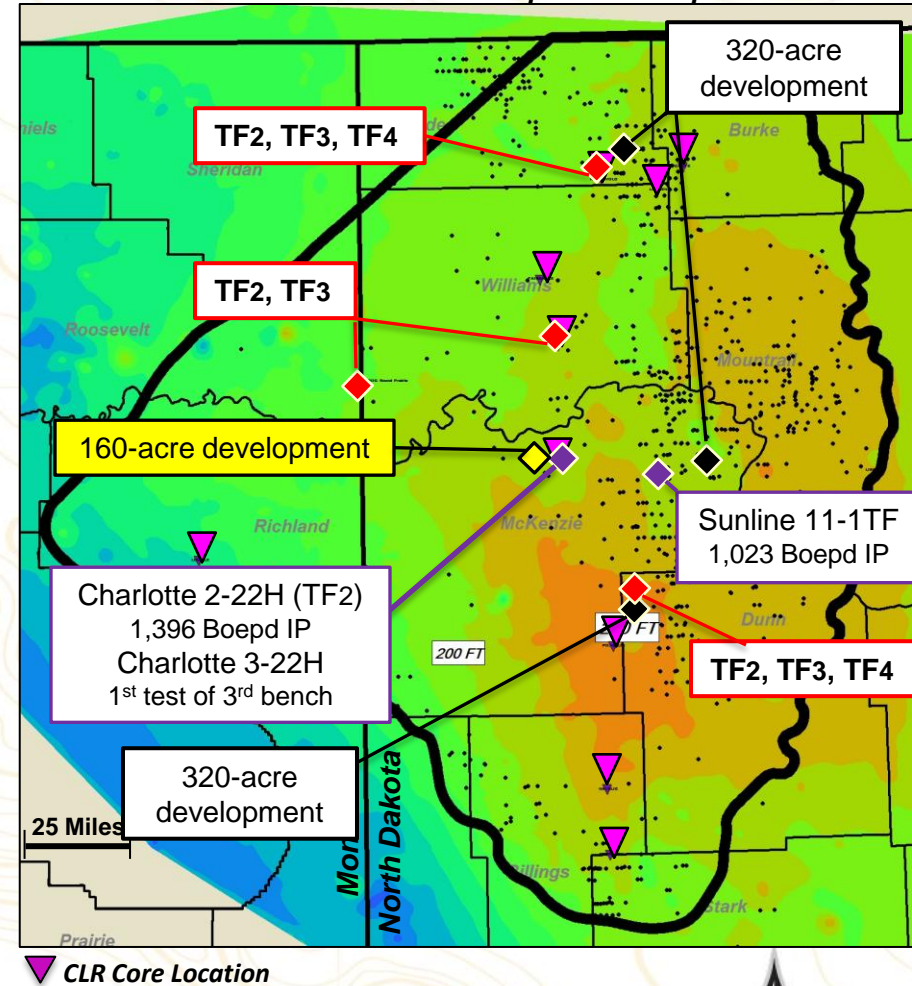 320-acre
development
TF2, TF3, TF4
Burke
Sheridan
TF2, TF3
Williams
Roosevelt
Mountrail
160-acre development
Richland
McKenzie
Sunline 11-1TF
1,023 Boepd IP
Charlotte 2-22H (TF2)
1,396 Boepd IP
Charlotte 3-22H
1st test of 3rd bench
Dunn
FT
200 FT
TF2, TF3, TF4
320-acre
development
25 Miles
North Dakota
Stark
Prairie
CLR Core Location